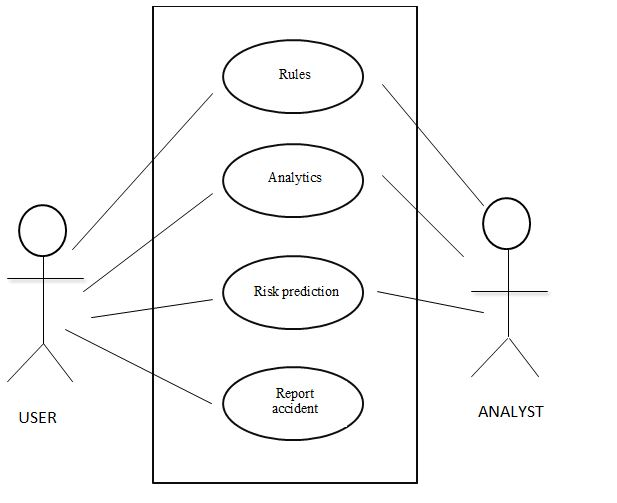 Rules
Analytics
Risk prediction
Report
accident
USER
ANALYST